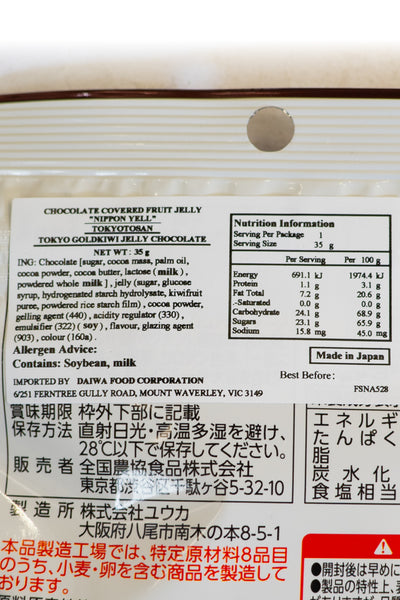 CHOCOLATE COVERED FRUIT JELLY
"NIPPON YELL"
TOKYOTOSAN
TOKYO GOLDKIWI JELLY CHOCOLATE
NET WT: 35 g
ING: Chocolate [sugar, cocoa mass, palm oil,
cocoa powder, cocoa butter, lactose (milk),
powdered whole milk], jelly (sugar, glucose
syrup, hydrogenated starch hydrolysate, kiwifruit
puree, powdered rice starch film), cocoa powder,
gelling agent (440), acidity regulator (330),
emulsifier (322) (soy), flavour, glazing agent
(903), colour (160a).
Allergen Advice:
Contains: Soybean, milk
IMPORTED BY DAIWA FOOD CORPORATION
6/251 FERNTREE GULLY ROAD, MOUNT WAVERLEY, VIC 3149
Nutrition Information
Serving Per Package 1
Serving Size 35 g
Per Serving Per 100 g
Energy 691.1 kJ 1974.4 kJ
Protein 1.1 g 3.1 g
Fat Total 7.2 g 20.6 g
-Saturated 0.0 g 0.0 g
Carbohydrate 24.1 g 68.9 g
Sugars 23.1 g 65.9 g
Sodium 15.8 mg 45.0 mg
Made in Japan
Best Before:
FSNA528
賞味期限 枠外下部に記載
保存方法 直射日光・高温多湿を避け、
28℃以下で保存してください。
販売者 全国農協食品株式会社
東京都渋谷区千駄ヶ谷5-32-10
製造所 株式会社ユウカ
大阪府八尾市南木の本8-5-1
エネルギ
たんぱく
脂
炭水化
食塩相当
本品製造工場では、特定原材料8品目
のうち、小麦・卵を含む商品を製造して
おります。
●開封後は早めに
●製品の特性上、